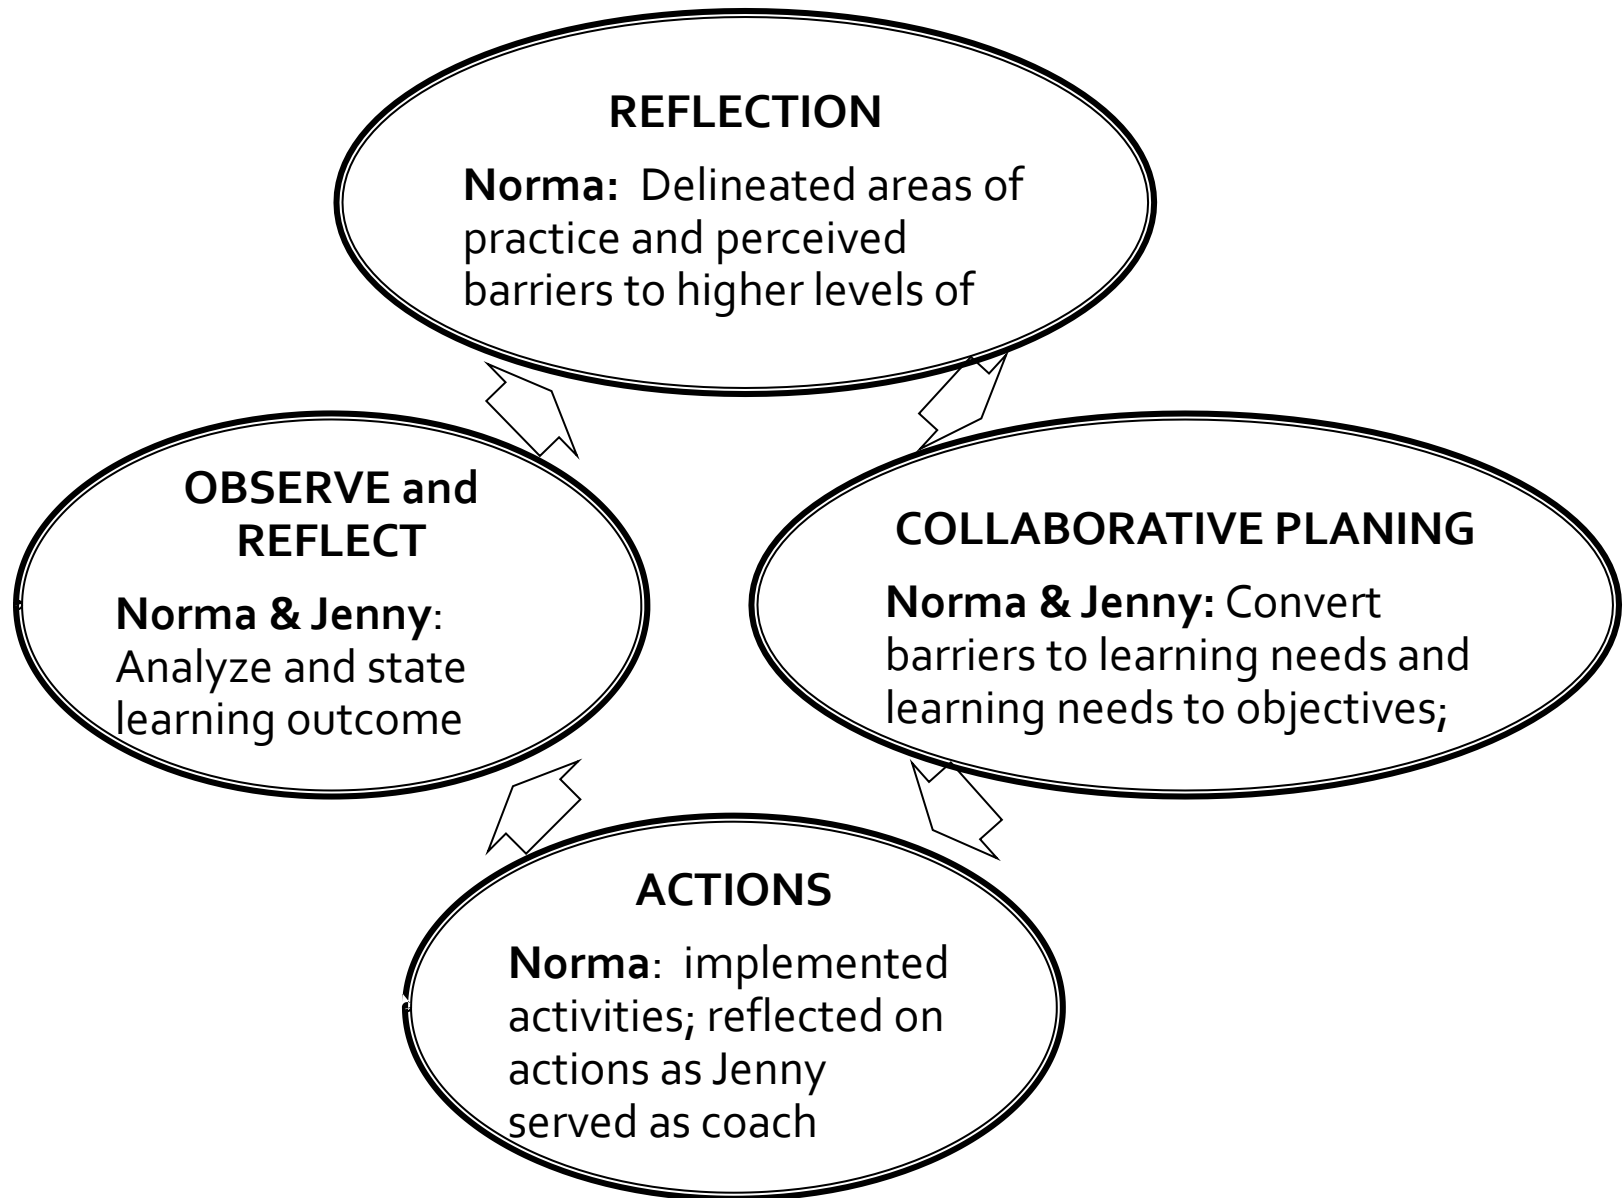 REFLECTION
Norma: Delineated areas of
practice and perceived
barriers to higher levels of
OBSERVE and
REFLECT
Norma & Jenny:
Analyze and state
learning outcome
COLLABORATIVE PLANING
Norma & Jenny: Convert
barriers to learning needs and
learning needs to objectives;
ACTIONS
Norma: implemented
activities; reflected on
actions as Jenny
served as coach